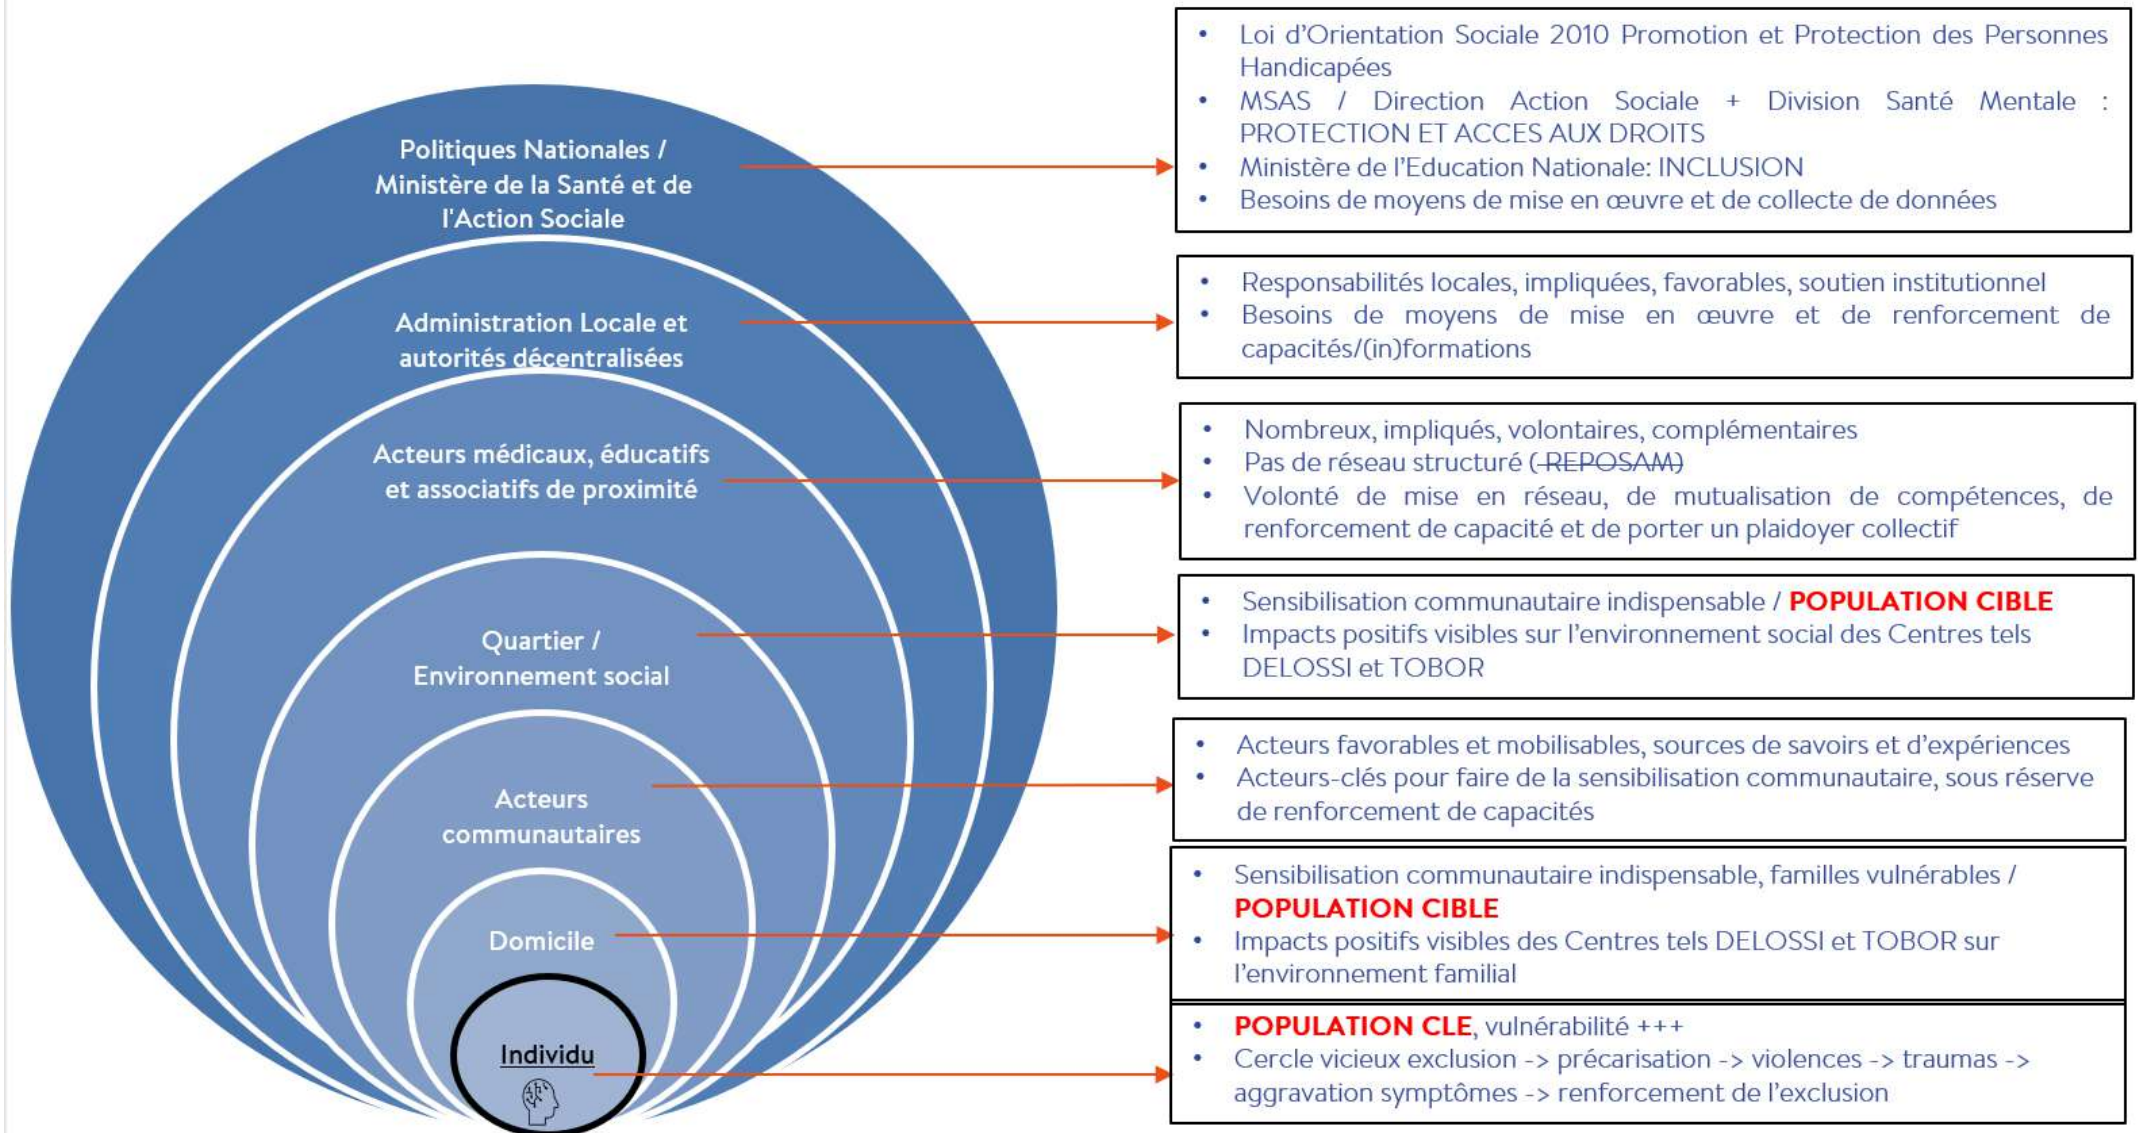 Politiques Nationales /
Ministère de la Santé et de
l'Action Sociale
• Loi d'Orientation Sociale 2010 Promotion et Protection des Personnes
Handicapées
• MSAS / Direction Action Sociale + Division Santé Mentale :
PROTECTION ET ACCES AUX DROITS
• Ministère de l'Education Nationale: INCLUSION
• Besoins de moyens de mise en œuvre et de collecte de données
Administration Locale et
autorités décentralisées
• Responsabilités locales, impliquées, favorables, soutien institutionnel
• Besoins de moyens de mise en œuvre et de renforcement de
capacités/(in)formations
Acteurs médicaux, éducatifs
et associatifs de proximité
• Nombreux, impliqués, volontaires, complémentaires
• Pas de réseau structuré ( REPOSAM)
• Volonté de mise en réseau, de mutualisation de compétences, de
renforcement de capacité et de porter un plaidoyer collectif
Quartier /
Environnement social
• Sensibilisation communautaire indispensable / POPULATION CIBLE
• Impacts positifs visibles sur l'environnement social des Centres tels
DELOSSI et TOBOR
Acteurs
communautaires
• Acteurs favorables et mobilisables, sources de savoirs et d'expériences
• Acteurs-clés pour faire de la sensibilisation communautaire, sous réserve
de renforcement de capacités
Domicile
• Sensibilisation communautaire indispensable, familles vulnérables /
POPULATION CIBLE
• Impacts positifs visibles des Centres tels DELOSSI et TOBOR sur
l'environnement familial
Individu
• POPULATION CLE, vulnérabilité +++
• Cercle vicieux exclusion -> précarisation -> violences -> traumas ->
aggravation symptômes -> renforcement de l'exclusion